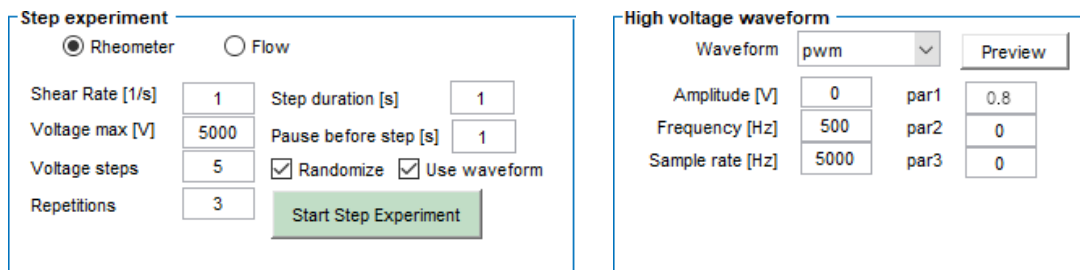 Step experiment
Rheometer Flow
Shear Rate [1/s] 1 Step duration [s] 1
Voltage max [V] 5000 Pause before step [s] 1
Voltage steps 5 Randomize Use waveform
Repetitions 3 Start Step Experiment
High voltage waveform
Waveform pwm Preview
Amplitude [V] 0 par1 0.8
Frequency [Hz] 500 par2 0
Sample rate [Hz] 5000 par3 0